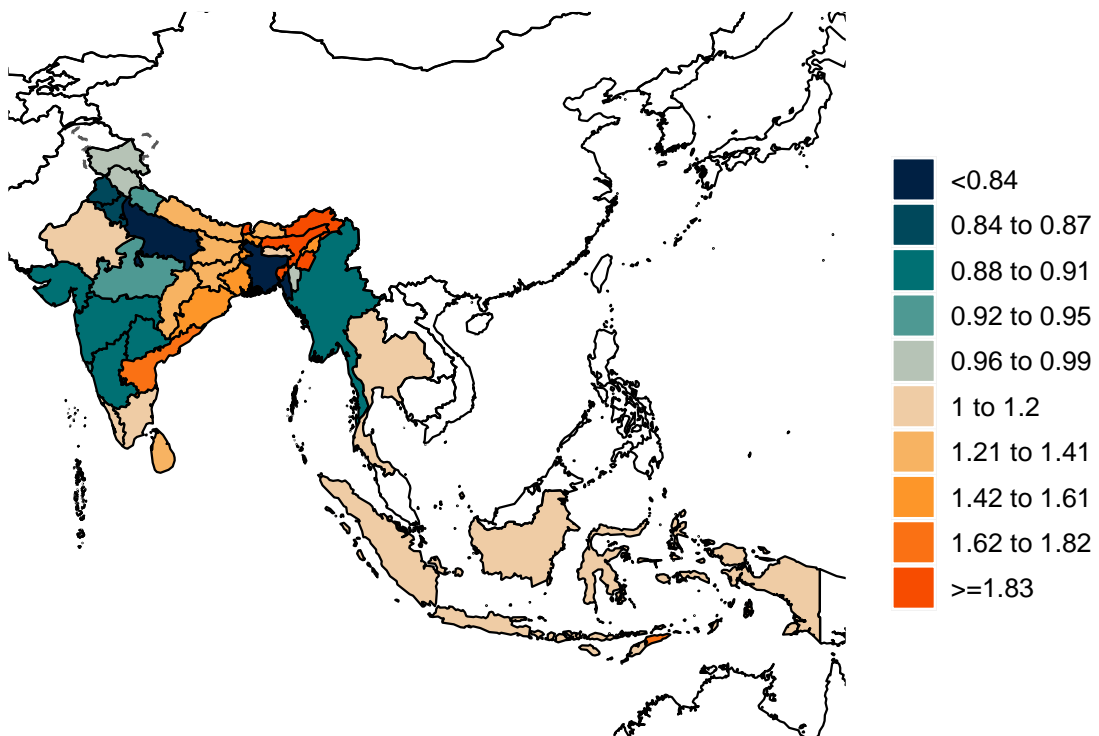 <0.84
0.84 to 0.87
0.88 to 0.91
0.92 to 0.95
0.96 to 0.99
1 to 1.2
1.21 to 1.41
1.42 to 1.61
1.62 to 1.82
>=1.83